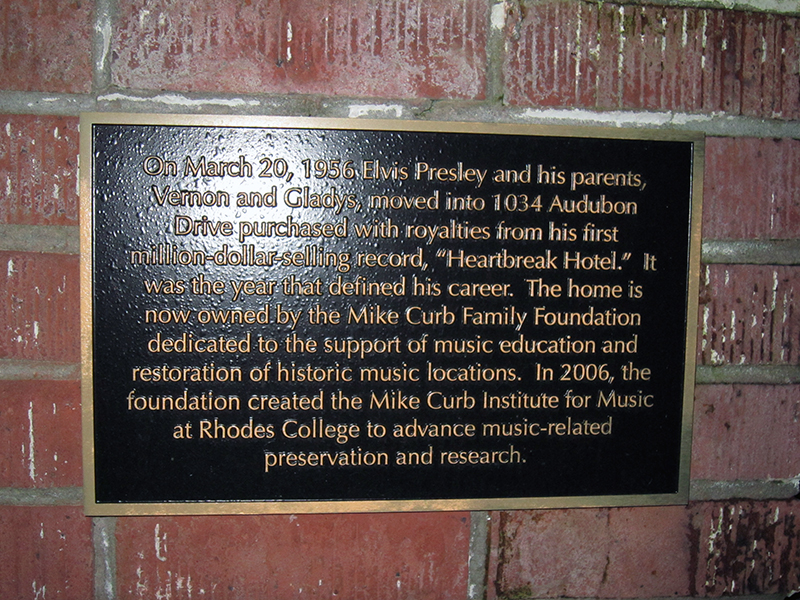 On March 20, 1956 Elvis Presley and his parents,
Vernon and Gladys, moved into 1034 Audubon
Drive purchased with royalties from his first
million-dollar-selling record, “Heartbreak Hotel.” It
was the year that defined his career. The home is
now owned by the Mike Curb Family Foundation
dedicated to the support of music education and
restoration of historic music locations. In 2006, the
foundation created the Mike Curb Institute for Music
at Rhodes College to advance music-related
preservation and research.